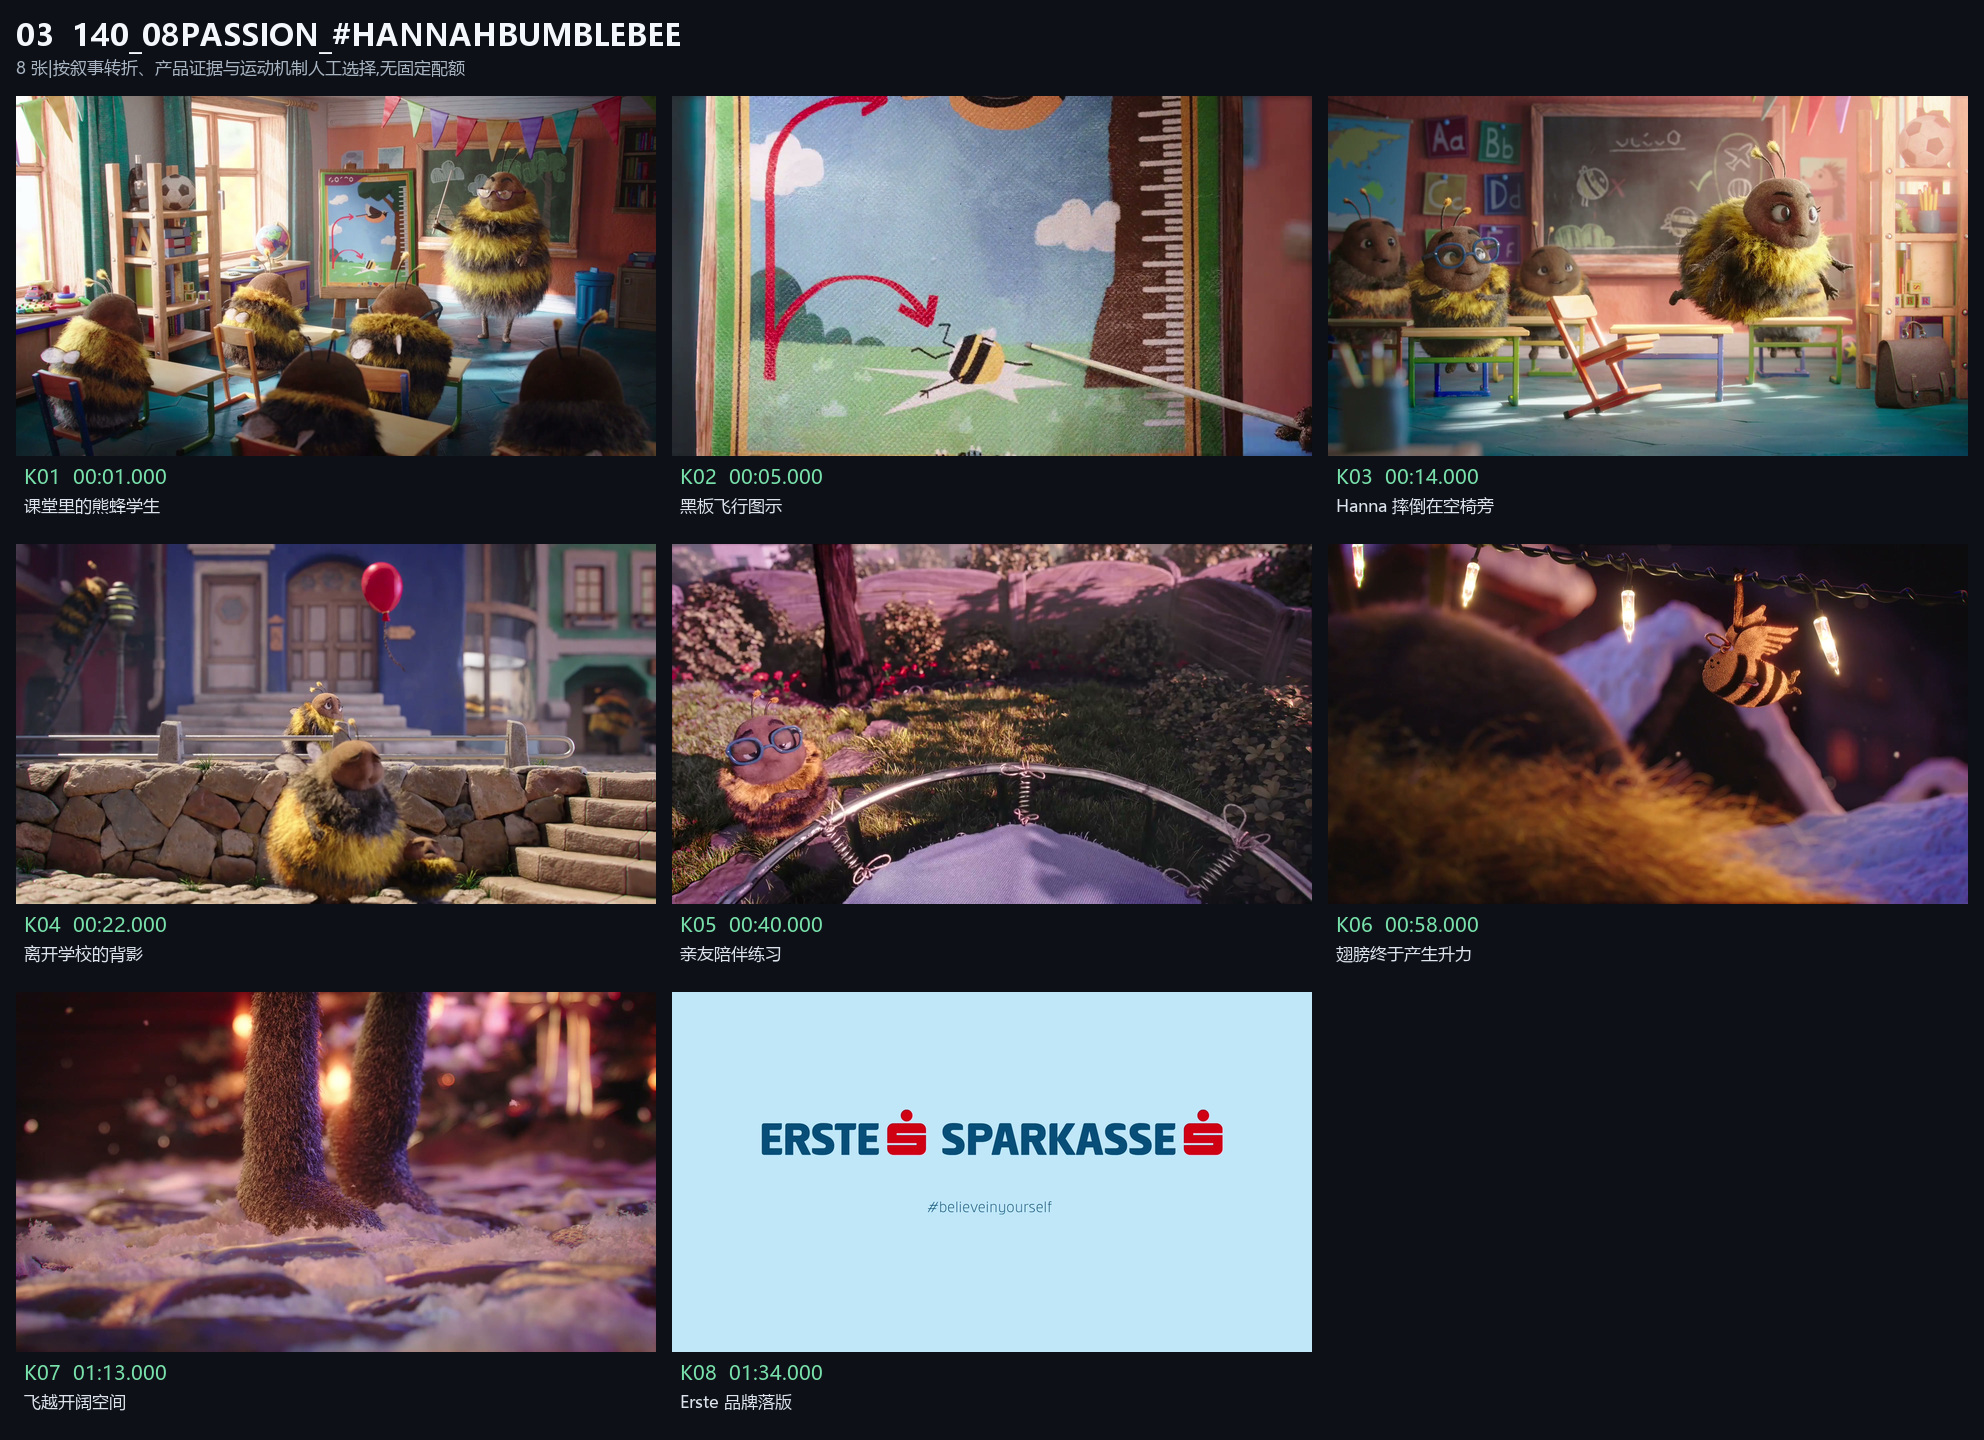 03 140_08PASSION_#HANNAHBUMBLEBEE
8 张|按叙事转折、产品证据与运动机制人工选择,无固定配额
Aa Bb
Cc Dd
K01 00:01.000
课堂里的熊蜂学生
K02 00:05.000
黑板飞行图示
K03 00:14.000
Hanna 摔倒在空椅旁
K04 00:22.000
离开学校的背影
K05 00:40.000
亲友陪伴练习
K06 00:58.000
翅膀终于产生升力
ERSTE SPARKASSE
#believeinyourself
K07 01:13.000
飞越开阔空间
K08 01:34.000
Erste 品牌落版